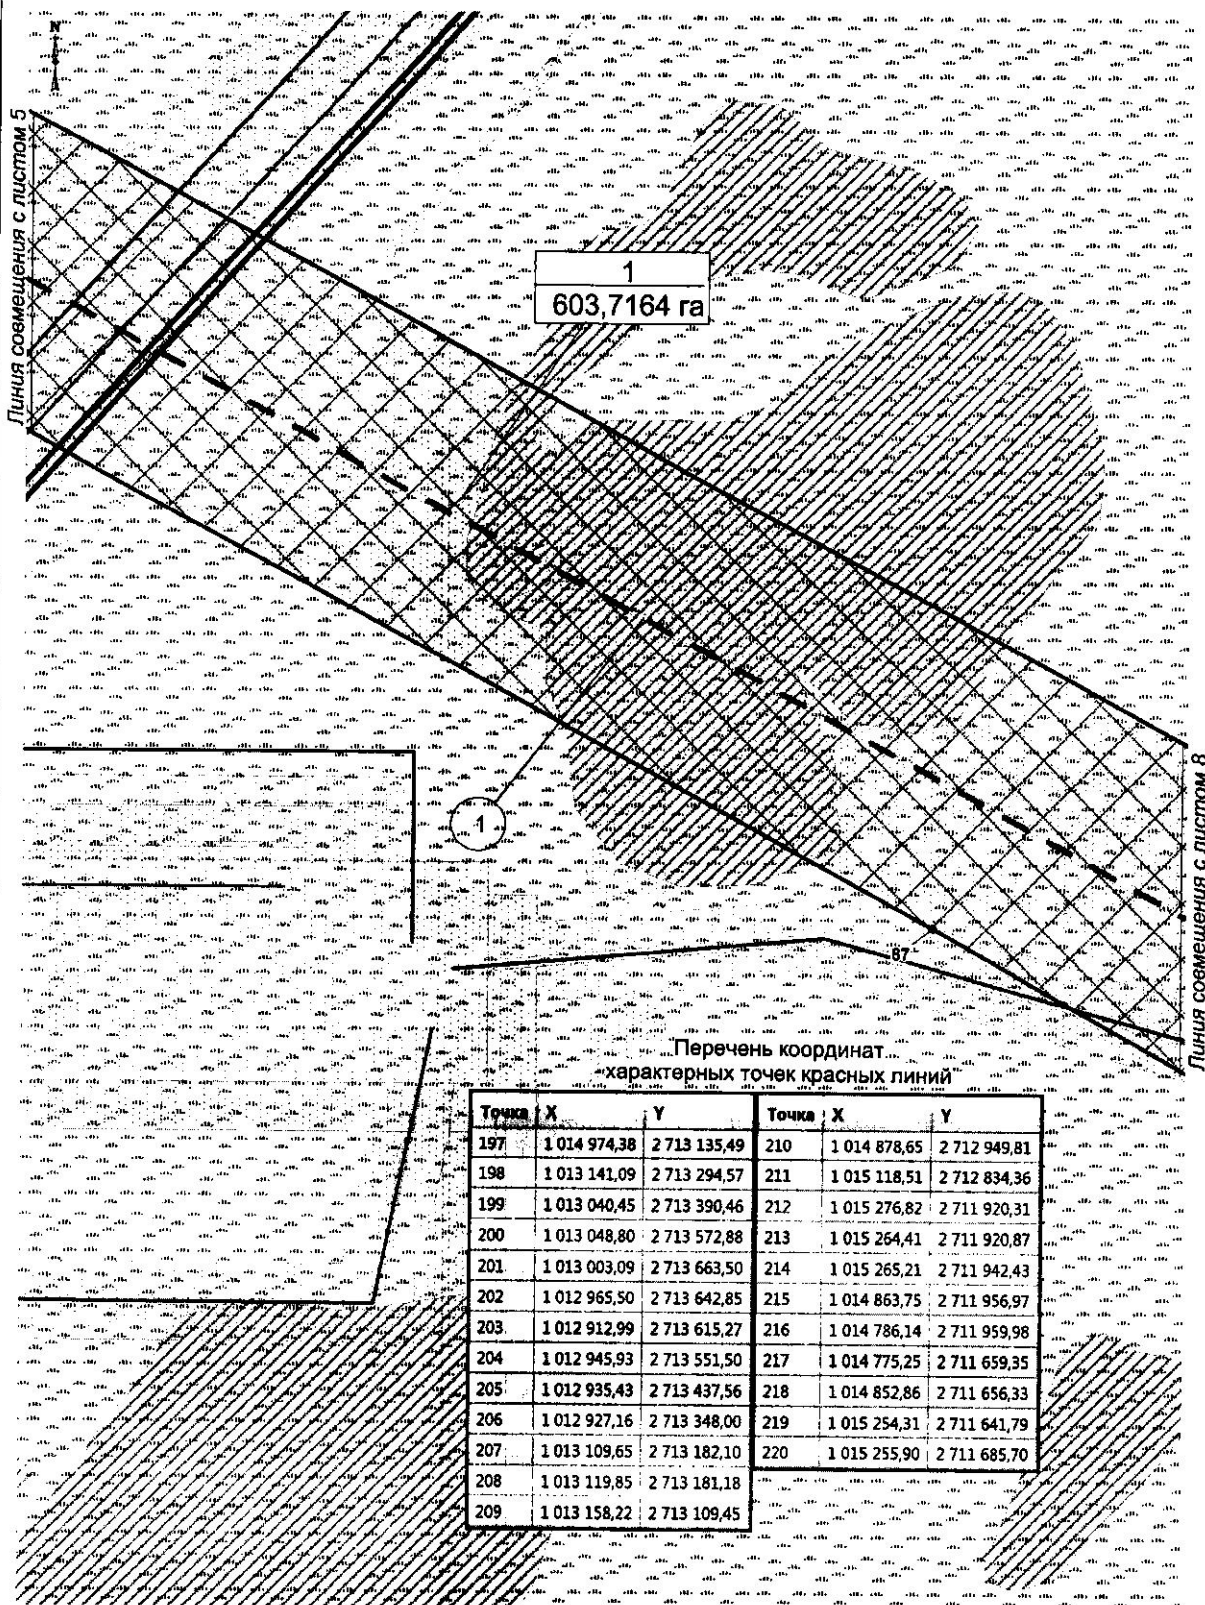 N
Линия совмещения с листом 5
1
603,7164 га
1
87
Линия совмещения с листом 8
Перечень координат
характерных точек красных линий
Точка X Y Точка X Y
197 1 014 974,38 2 713 135,49 210 1 014 878,65 2 712 949,81
198 1 013 141,09 2 713 294,57 211 1 015 118,51 2 712 834,36
199 1 013 040,45 2 713 390,46 212 1 015 276,82 2 711 920,31
200 1 013 048,80 2 713 572,88 213 1 015 264,41 2 711 920,87
201 1 013 003,09 2 713 663,50 214 1 015 265,21 2 711 942,43
202 1 012 965,50 2 713 642,85 215 1 014 863,75 2 711 956,97
203 1 012 912,99 2 713 615,27 216 1 014 786,14 2 711 959,98
204 1 012 945,93 2 713 551,50 217 1 014 775,25 2 711 659,35
205 1 012 935,43 2 713 437,56 218 1 014 852,86 2 711 656,33
206 1 012 927,16 2 713 348,00 219 1 015 254,31 2 711 641,79
207 1 013 109,65 2 713 182,10 220 1 015 255,90 2 711 685,70
208 1 013 119,85 2 713 181,18
209 1 013 158,22 2 713 109,45